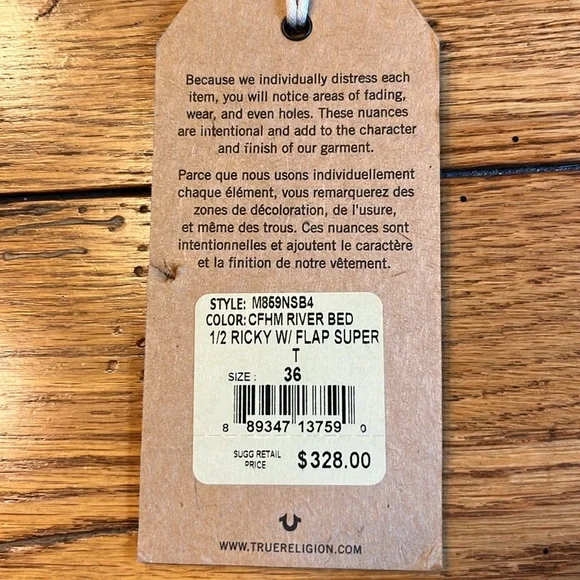 Because we individually distress each
item, you will notice areas of fading,
wear, and even holes. These nuances
are intentional and add to the character
and finish of our garment.
Parce que nous usons individuellement
chaque élément, vous remarquerez des
zones de décoloration, de l'usure,
et même des trous. Ces nuances sont
intentionnelles et ajoutent le caractère
et la finition de notre vêtement.
STYLE: M859NSB4
COLOR: CFHM RIVER BED
1/2 RICKY W/ FLAP SUPER
T
SIZE: 36
8 89347 13759 0
SUGG RETAIL
PRICE $328.00
WWW.TRUERELIGION.COM